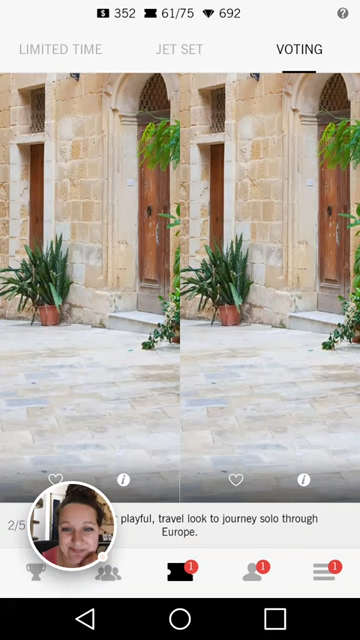 $ 352 61/75 692 ?
LIMITED TIME JET SET VOTING
i i
2/5 playful, travel look to journey solo through
Europe.
1 1 1